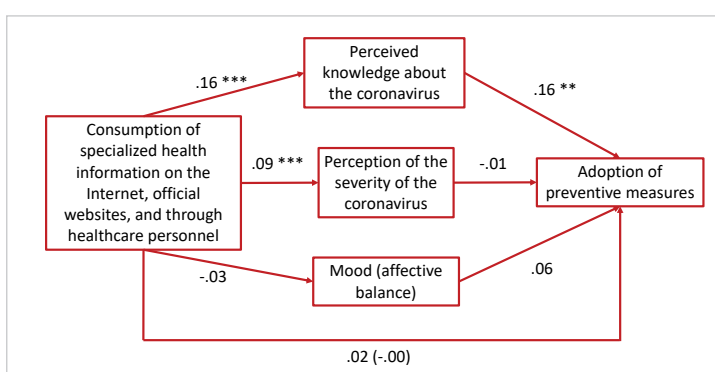 Perceived
knowledge about
the coronavirus
.16 ***
.16 **
Consumption of
specialized health
information on the
Internet, official
websites, and through
healthcare personnel
.09 ***
Perception of the
severity of the
coronavirus
-.01
Adoption of
preventive measures
-.03
Mood (affective
balance)
.06
.02 (-.00)